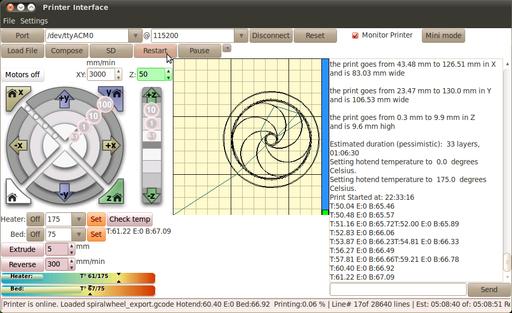 Printer Interface
File Settings
Port /dev/ttyACM0 @ 115200 Disconnect Reset Monitor Printer Mini mode
Load File Compose SD Restart Pause
mm/min
Motors off XY: 3000 Z: 50
+y +z
-x +x
-y -z
z
Heater: Off 175 Set Check temp
Bed: Off 75 Set T:61.22 E:0 B:67.09
Extrude 5 mm
Reverse 300 mm/min
Heater: T° 61/175
Bed: T° 67/75
the print goes from 43.48 mm to 126.51 mm in X
and is 83.03 mm wide
the print goes from 23.47 mm to 130.0 mm in Y
and is 106.53 mm wide
the print goes from 0.3 mm to 9.9 mm in Z
and is 9.6 mm high
Estimated duration (pessimistic): 33 layers,
01:06:30
Setting hotend temperature to 0.0 degrees
Celsius.
Setting hotend temperature to 175.0 degrees
Celsius.
Print Started at: 22:33:16
T:50.04 E:0 B:65.46
T:50.48 E:0 B:65.57
T:51.16 E:0 B:65.72T:52.00 E:0 B:65.89
T:52.83 E:0 B:66.06
T:53.87 E:0 B:66.23T:54.81 E:0 B:66.33
T:56.27 E:0 B:66.49
T:57.81 E:0 B:66.66T:59.21 E:0 B:66.78
T:60.40 E:0 B:66.92
T:61.22 E:0 B:67.09
Send
Printer is online. Loaded spiralwheel_export.gcode Hotend:60.40 E:0 Bed:66.92 Printing:0.06 % | Line# 17of 28640 lines | Est: 05:08:40 of: 05:08:51 R